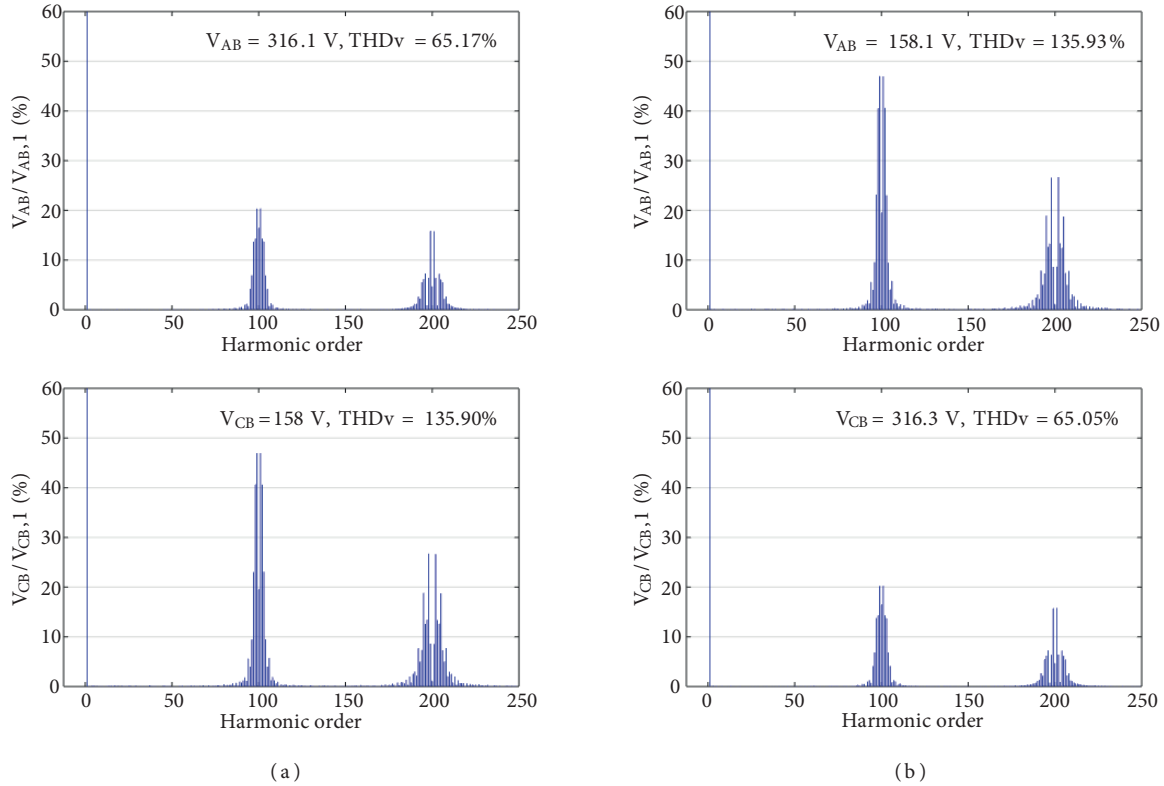 60
50
40
30
20
10
0
V_AB/V_AB,1 (%)
V_AB = 316.1 V, THDv = 65.17%
0 50 100 150 200 250
Harmonic order
60
50
40
30
20
10
0
V_AB/V_AB,1 (%)
V_AB = 158.1 V, THDv = 135.93%
0 50 100 150 200 250
Harmonic order
60
50
40
30
20
10
0
V_CB/V_CB,1 (%)
V_CB = 158 V, THDv = 135.90%
0 50 100 150 200 250
Harmonic order
60
50
40
30
20
10
0
V_CB/V_CB,1 (%)
V_CB = 316.3 V, THDv = 65.05%
0 50 100 150 200 250
Harmonic order
(a)
(b)